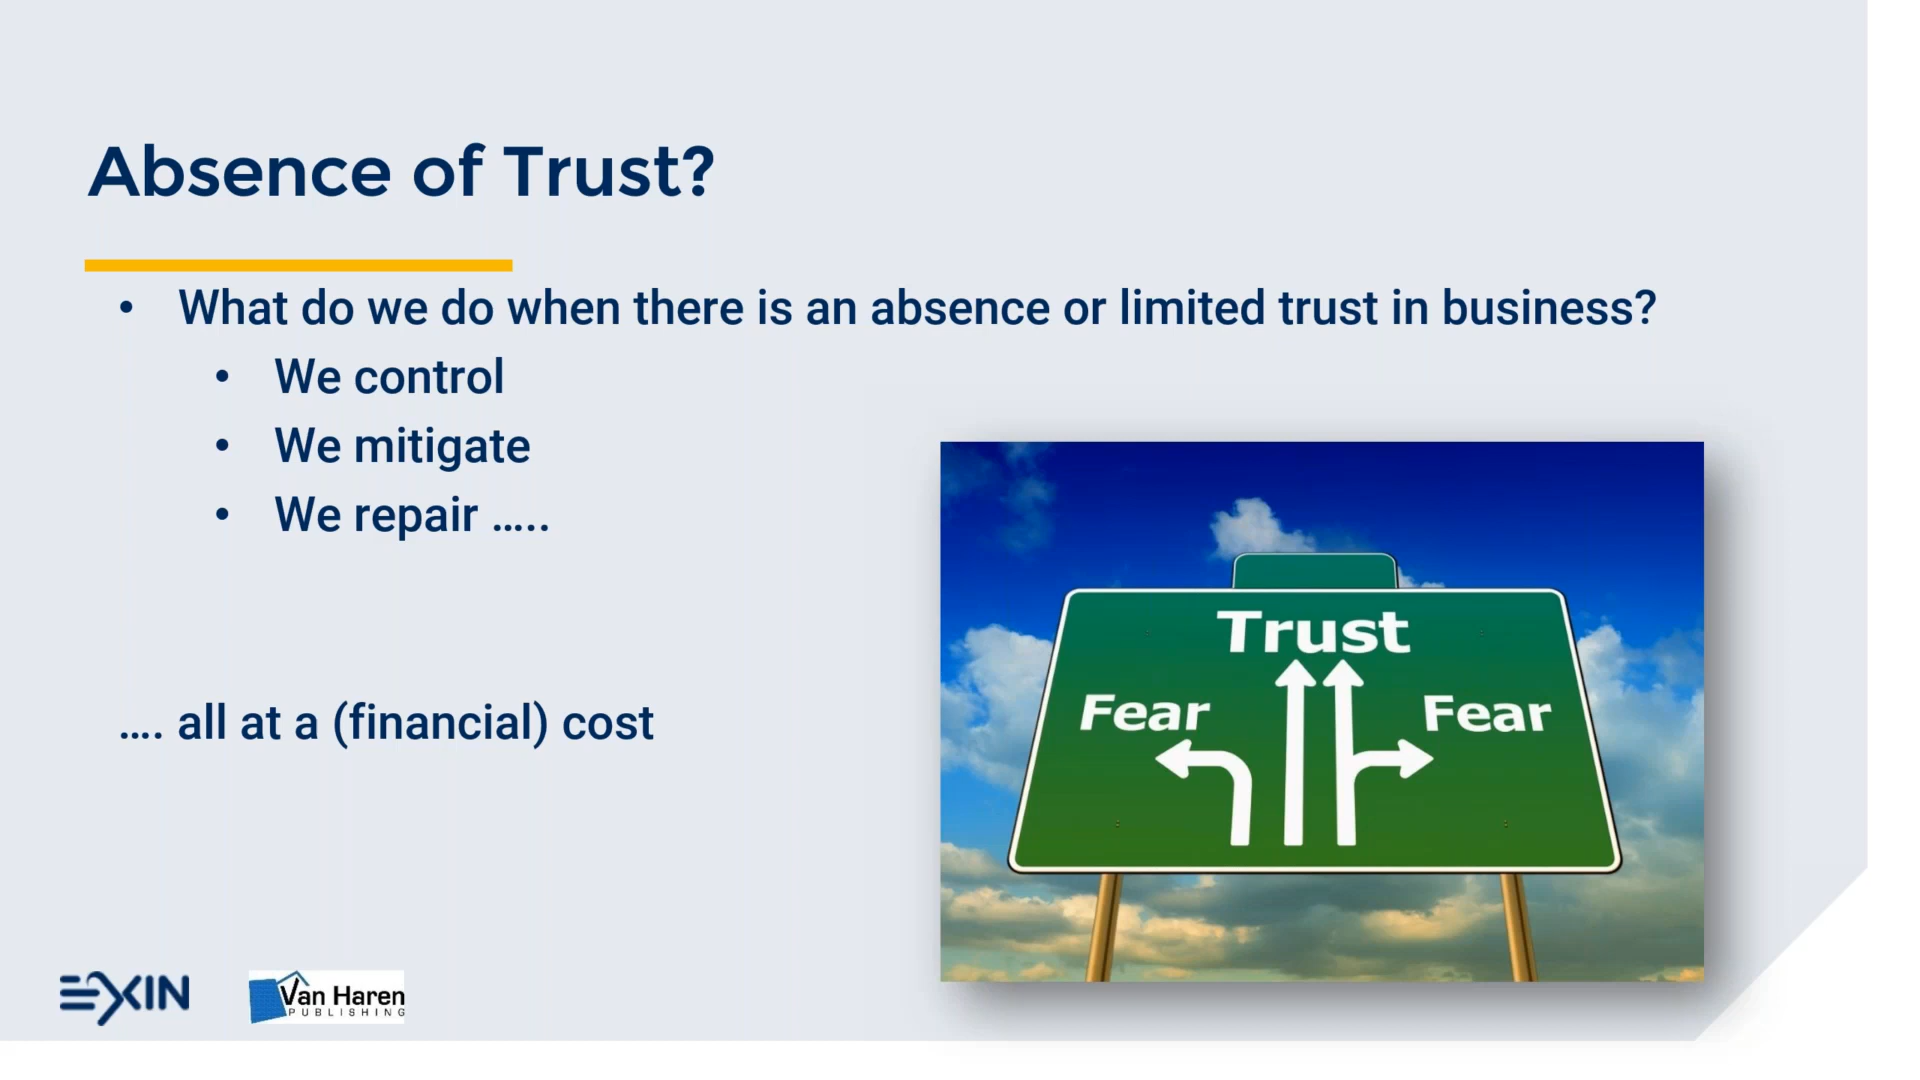 Absence of Trust?
• What do we do when there is an absence or limited trust in business?
• We control
• We mitigate
• We repair .....
.... all at a (financial) cost
Trust
Fear
Fear
EXIN
Van Haren
PUBLISHING